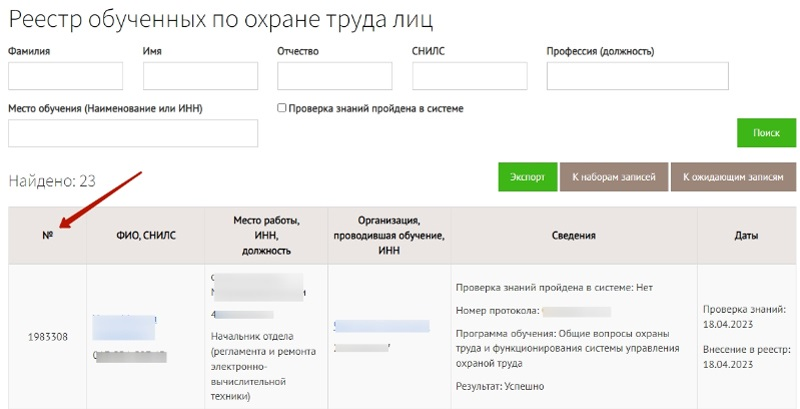 Реестр обученных по охране труда лиц
Фамилия Имя Отчество СНИЛС Профессия (должность)
Место обучения (Наименование или ИНН) Проверка знаний пройдена в системе
Поиск
Найдено: 23 Экспорт К наборам записей К ожидающим записям
№
ФИО, СНИЛС
Место работы,
ИНН,
должность
Организация,
проводившая обучение,
ИНН
Сведения
Даты
1983308
Начальник отдела
(регламента и ремонта
электронно-
вычислительной
техники)
Проверка знаний пройдена в системе: Нет
Номер протокола:
Программа обучения: Общие вопросы охраны
труда и функционирования системы управления
охраной труда
Результат: Успешно
Проверка знаний:
18.04.2023
Внесение в реестр:
18.04.2023